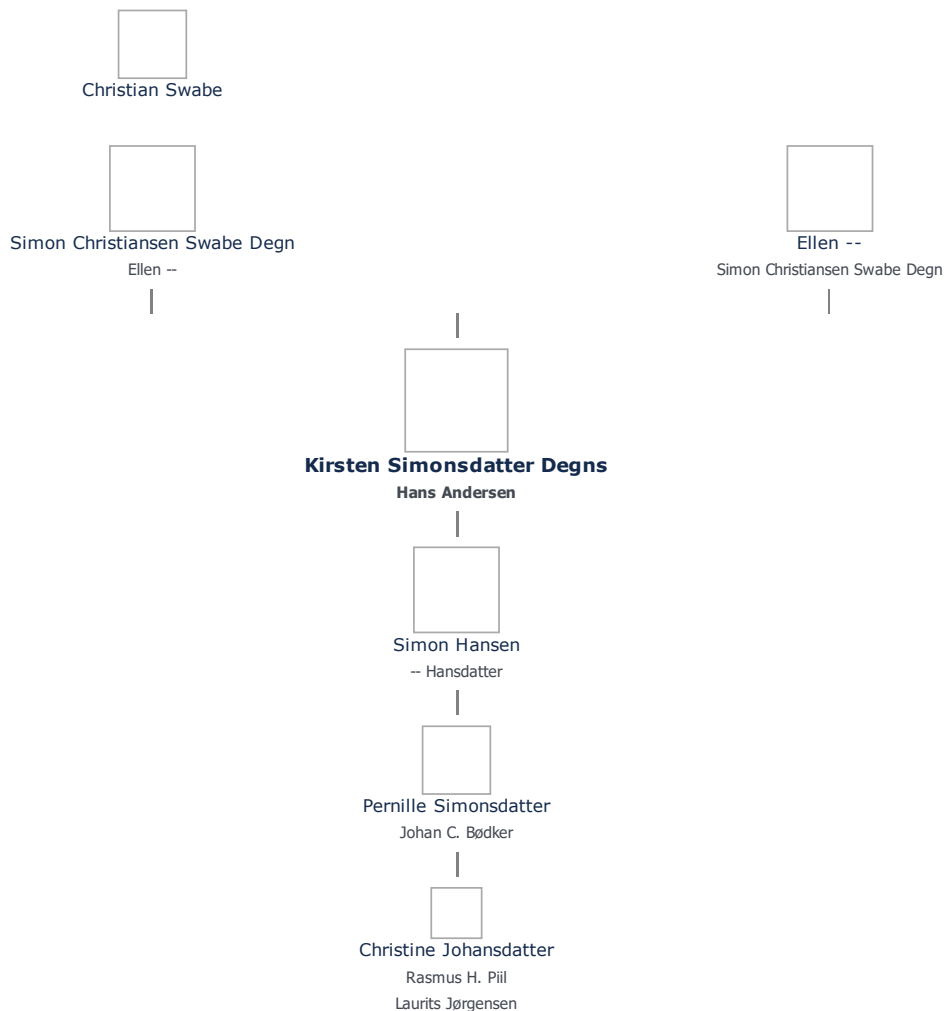 Christian Swabe
Simon Christiansen Swabe Degn
Ellen --
Ellen --
Simon Christiansen Swabe Degn
Kirsten Simonsdatter Degns
Hans Andersen
Simon Hansen
-- Hansdatter
Pernille Simonsdatter
Johan C. Bødker
Christine Johansdatter
Rasmus H. Piil
Laurits Jørgensen